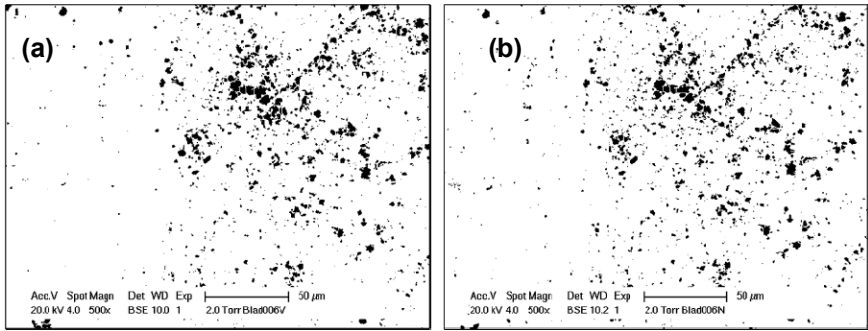 (a)
Acc.V Spot Magn Det WD Exp 50 µm
20.0 kV 4.0 500x BSE 10.0 1 2.0 Torr Blad006V
(b)
Acc.V Spot Magn Det WD Exp 50 µm
20.0 kV 4.0 500x BSE 10.2 1 2.0 Torr Blad006N